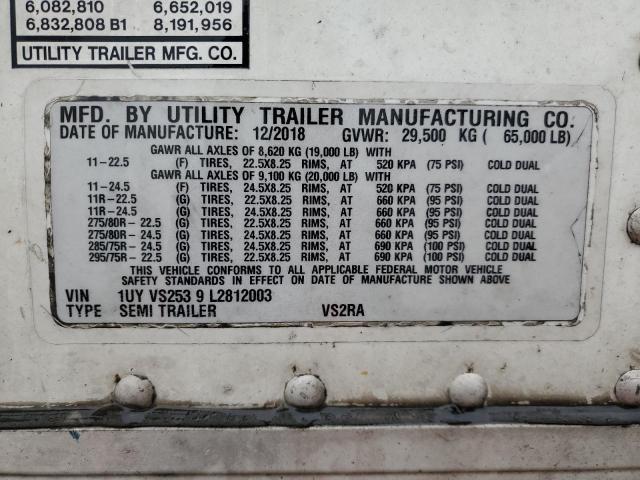 6,082,810 6,652,019
6,832,808 B1 8,191,956
UTILITY TRAILER MFG. CO.
MFD. BY UTILITY TRAILER MANUFACTURING CO.
DATE OF MANUFACTURE: 12/2018 GVWR: 29,500 KG ( 65,000 LB)
GAWR ALL AXLES OF 8,620 KG (19,000 LB) WITH
11-22.5 (F) TIRES, 22.5X8.25 RIMS, AT 520 KPA (75 PSI) COLD DUAL
GAWR ALL AXLES OF 9,100 KG (20,000 LB) WITH
11-24.5 (F) TIRES, 24.5X8.25 RIMS, AT 520 KPA (75 PSI) COLD DUAL
11R-22.5 (G) TIRES, 22.5X8.25 RIMS, AT 660 KPA (95 PSI) COLD DUAL
11R-24.5 (G) TIRES, 24.5X8.25 RIMS, AT 660 KPA (95 PSI) COLD DUAL
275/80R-22.5 (G) TIRES, 22.5X8.25 RIMS, AT 660 KPA (95 PSI) COLD DUAL
275/80R-24.5 (G) TIRES, 24.5X8.25 RIMS, AT 660 KPA (95 PSI) COLD DUAL
285/75R-24.5 (G) TIRES, 24.5X8.25 RIMS, AT 690 KPA (100 PSI) COLD DUAL
295/75R-22.5 (G) TIRES, 22.5X8.25 RIMS, AT 690 KPA (100 PSI) COLD DUAL
THIS VEHICLE CONFORMS TO ALL APPLICABLE FEDERAL MOTOR VEHICLE
SAFETY STANDARDS IN EFFECT ON DATE OF MANUFACTURE SHOWN ABOVE
VIN 1UY VS253 9 L2812003
TYPE SEMI TRAILER VS2RA